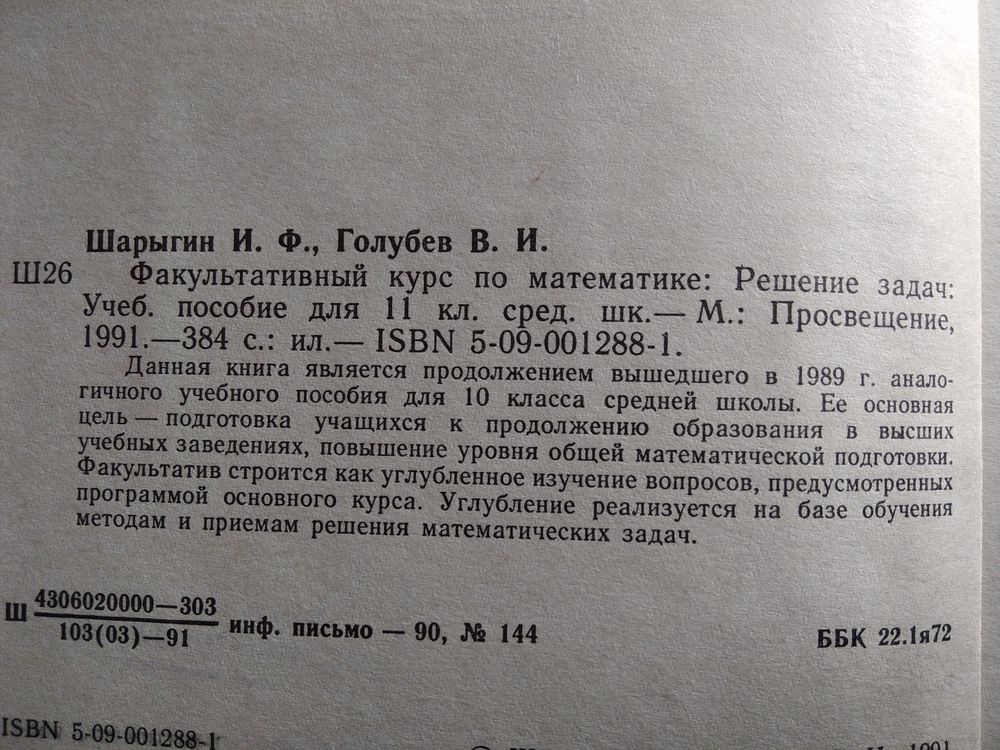 Шарыгин И. Ф., Голубев В. И.
Ш26 Факультативный курс по математике: Решение задач:
Учеб. пособие для 11 кл. сред. шк.— М.: Просвещение,
1991.—384 с.: ил.— ISBN 5-09-001288-1.
Данная книга является продолжением вышедшего в 1989 г. анало-
гичного учебного пособия для 10 класса средней школы. Ее основная
цель — подготовка учащихся к продолжению образования в высших
учебных заведениях, повышение уровня общей математической подготовки.
Факультатив строится как углубленное изучение вопросов, предусмотренных
программой основного курса. Углубление реализуется на базе обучения
методам и приемам решения математических задач.
Ш 4306020000—303
103(03)—91
инф. письмо — 90, № 144
ББК 22.1я72
ISBN 5-09-001288-1